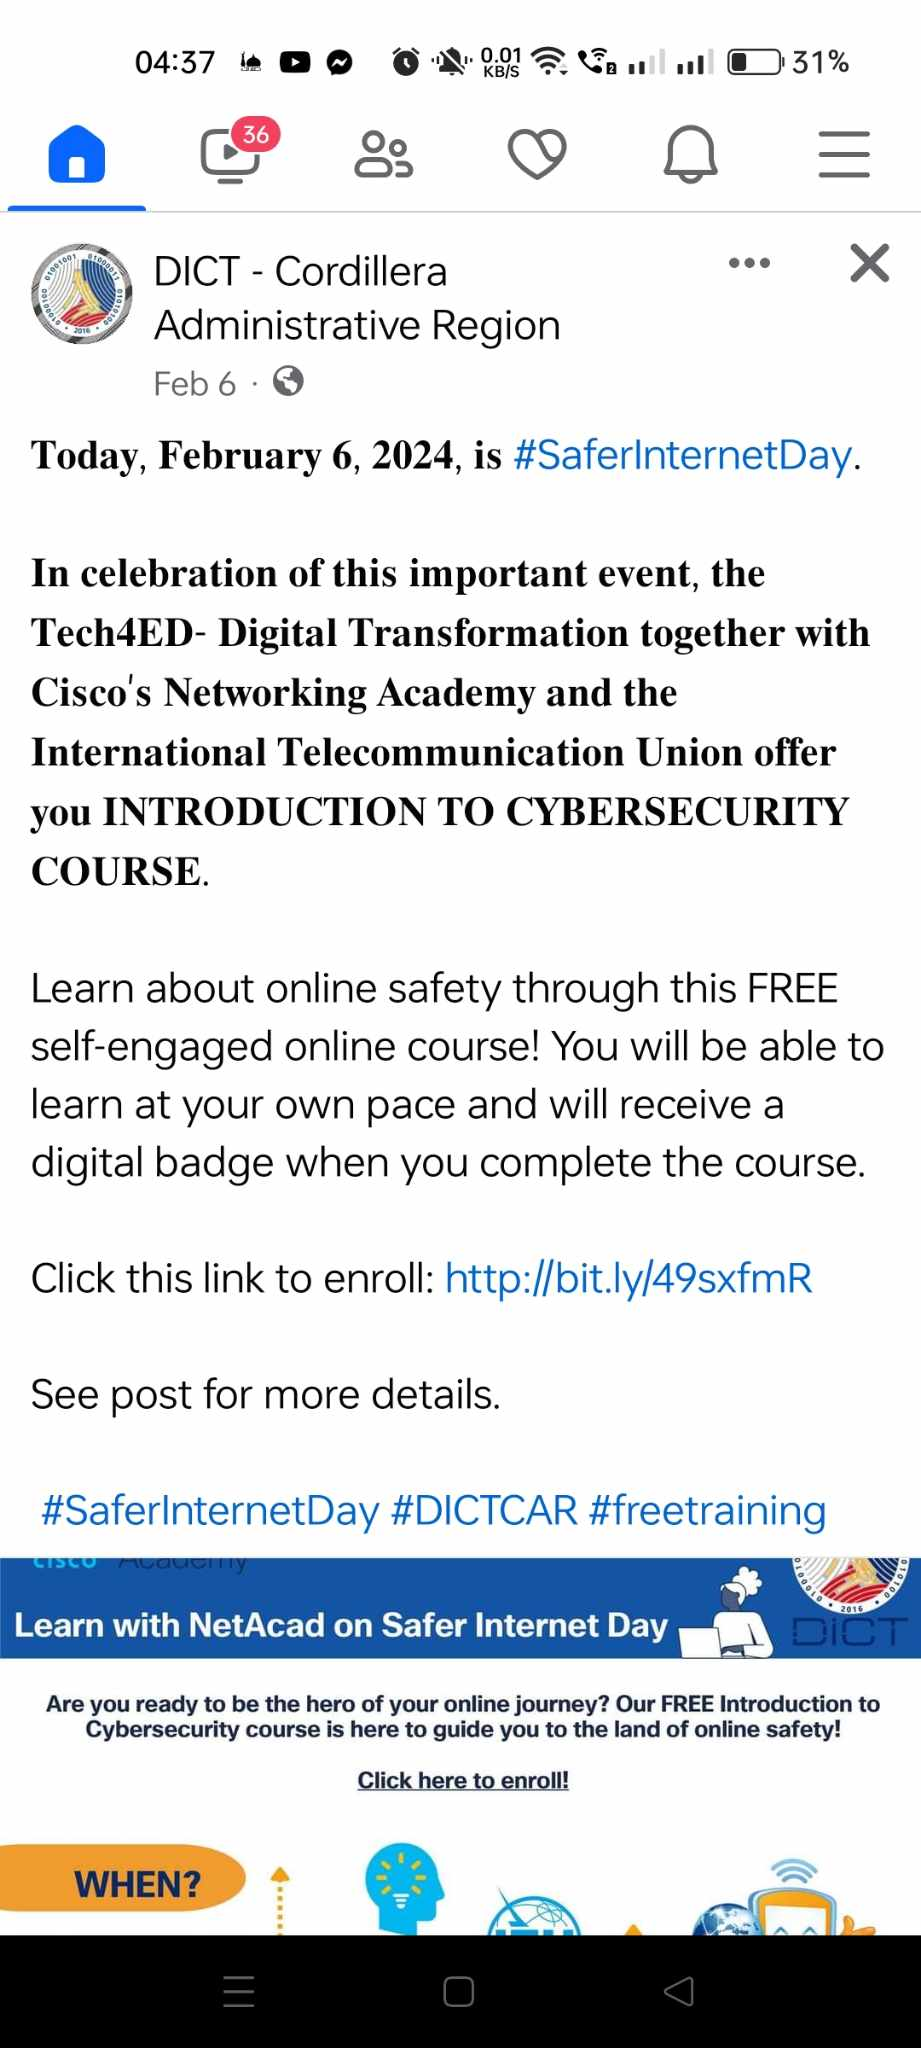 04:37 0.01 KB/S 2 31%
36
DICT - Cordillera
Administrative Region
Feb 6 ·
Today, February 6, 2024, is #SaferInternetDay.
In celebration of this important event, the
Tech4ED- Digital Transformation together with
Cisco's Networking Academy and the
International Telecommunication Union offer
you INTRODUCTION TO CYBERSECURITY
COURSE.
Learn about online safety through this FREE
self-engaged online course! You will be able to
learn at your own pace and will receive a
digital badge when you complete the course.
Click this link to enroll: http://bit.ly/49sxfmR
See post for more details.
#SaferInternetDay #DICTCAR #freetraining
cisco Academy
Learn with NetAcad on Safer Internet Day
2016
DICT
Are you ready to be the hero of your online journey? Our FREE Introduction to
Cybersecurity course is here to guide you to the land of online safety!
Click here to enroll!
WHEN?